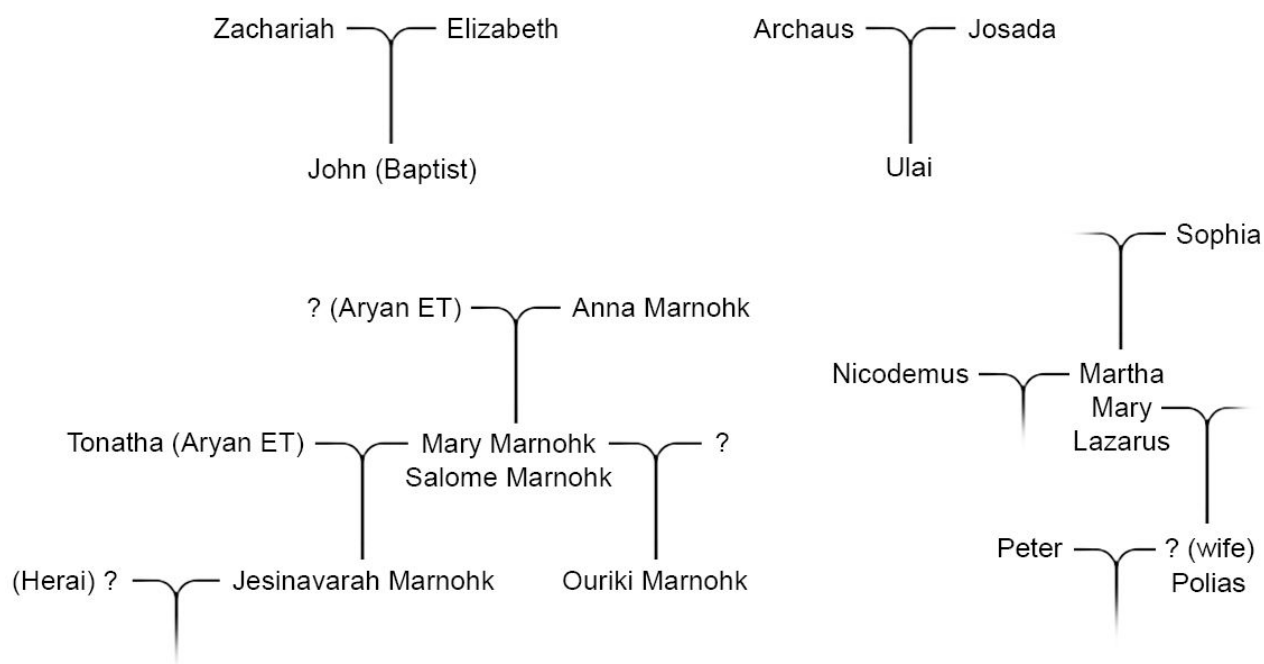 Zachariah Elizabeth Archaus Josada
John (Baptist) Ulai
Sophia
? (Aryan ET) Anna Marnohk
Nicodemus Martha
Mary
Tonatha (Aryan ET) Mary Marnohk ? Lazarus
Salome Marnohk
Peter ? (wife)
(Herai) ? Jesinavarah Marnohk Ouriki Marnohk Polias